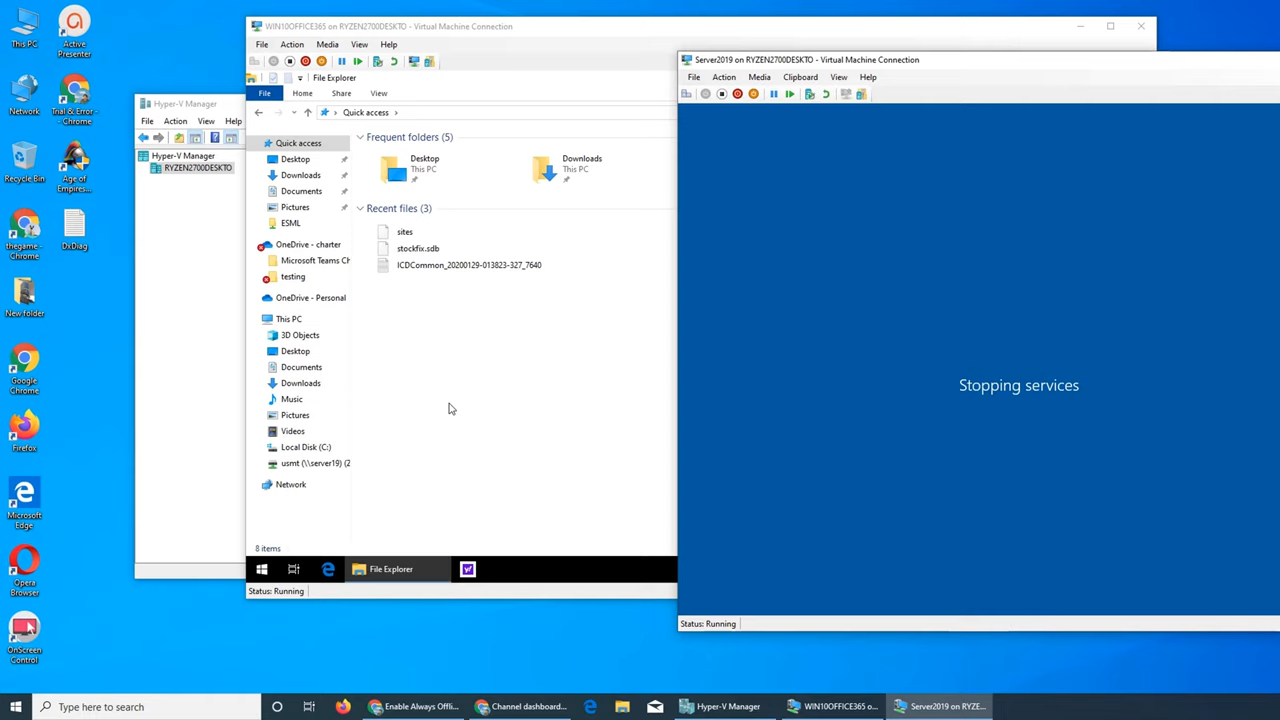 This PC
Active
Presenter
Network
Trial & Error -
- Chrome
Recycle Bin
Age of
Empires...
thegame -
Chrome
DxDiag
New folder
Google
Chrome
Firefox
Microsoft
Edge
Opera
Browser
OnScreen
Control
Hyper-V Manager
File Action View Help
Hyper-V Manager
RYZEN2700DESKTO
WIN10OFFICE365 on RYZEN2700DESKTO - Virtual Machine Connection
File Action Media View Help
File Explorer
File Home Share View
Quick access
Quick access
Desktop
Downloads
Documents
Pictures
ESML
OneDrive - charter
Microsoft Teams Ch
testing
OneDrive - Personal
This PC
3D Objects
Desktop
Documents
Downloads
Music
Pictures
Videos
Local Disk (C:)
usmt (\\server19) (Z
Network
Frequent folders (5)
Desktop
This PC
Downloads
This PC
Recent files (3)
sites
stockfix.sdb
ICDCommon_20200129-013823-327_7640
8 items
File Explorer
Status: Running
Server2019 on RYZEN2700DESKTO - Virtual Machine Connection
File Action Media Clipboard View Help
Stopping services
Status: Running
Type here to search
Enable Always Offli...
Channel dashboard...
Hyper-V Manager
WIN10OFFICE365 o...
Server2019 on RYZE...